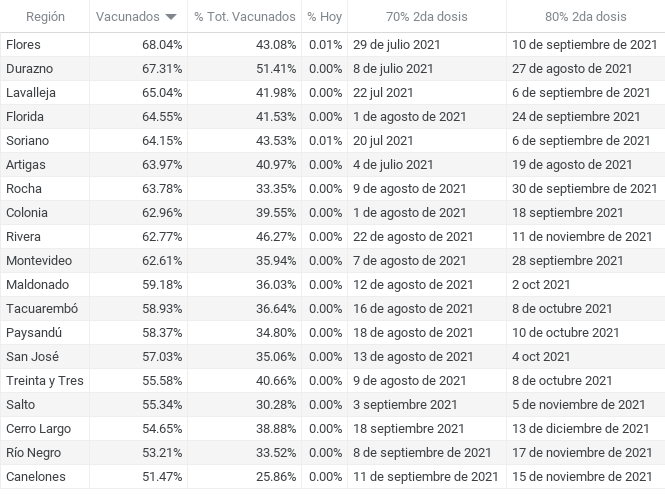 Región Vacunados % Tot. Vacunados % Hoy 70% 2da dosis 80% 2da dosis
Flores 68.04% 43.08% 0.01% 29 de julio 2021 10 de septiembre de 2021
Durazno 67.31% 51.41% 0.00% 8 de julio 2021 27 de agosto de 2021
Lavalleja 65.04% 41.98% 0.00% 22 jul 2021 6 de septiembre de 2021
Florida 64.55% 41.53% 0.00% 1 de agosto de 2021 24 de septiembre de 2021
Soriano 64.15% 43.53% 0.01% 20 jul 2021 6 de septiembre de 2021
Artigas 63.97% 40.97% 0.00% 4 de julio 2021 19 de agosto de 2021
Rocha 63.78% 33.35% 0.00% 9 de agosto de 2021 30 de septiembre de 2021
Colonia 62.96% 39.55% 0.00% 1 de agosto de 2021 18 septiembre 2021
Rivera 62.77% 46.27% 0.00% 22 de agosto de 2021 11 de noviembre de 2021
Montevideo 62.61% 35.94% 0.00% 7 de agosto de 2021 28 septiembre 2021
Maldonado 59.18% 36.03% 0.00% 12 de agosto de 2021 2 oct 2021
Tacuarembó 58.93% 36.64% 0.00% 16 de agosto de 2021 8 de octubre 2021
Paysandú 58.37% 34.80% 0.00% 18 de agosto de 2021 10 de octubre 2021
San José 57.03% 35.06% 0.00% 13 de agosto de 2021 4 oct 2021
Treinta y Tres 55.58% 40.66% 0.00% 9 de agosto de 2021 8 de octubre 2021
Salto 55.34% 30.28% 0.00% 3 septiembre 2021 5 de noviembre de 2021
Cerro Largo 54.65% 38.88% 0.00% 18 septiembre 2021 13 de diciembre de 2021
Río Negro 53.21% 33.52% 0.00% 8 de septiembre de 2021 17 de noviembre de 2021
Canelones 51.47% 25.86% 0.00% 11 de septiembre de 2021 15 de noviembre de 2021